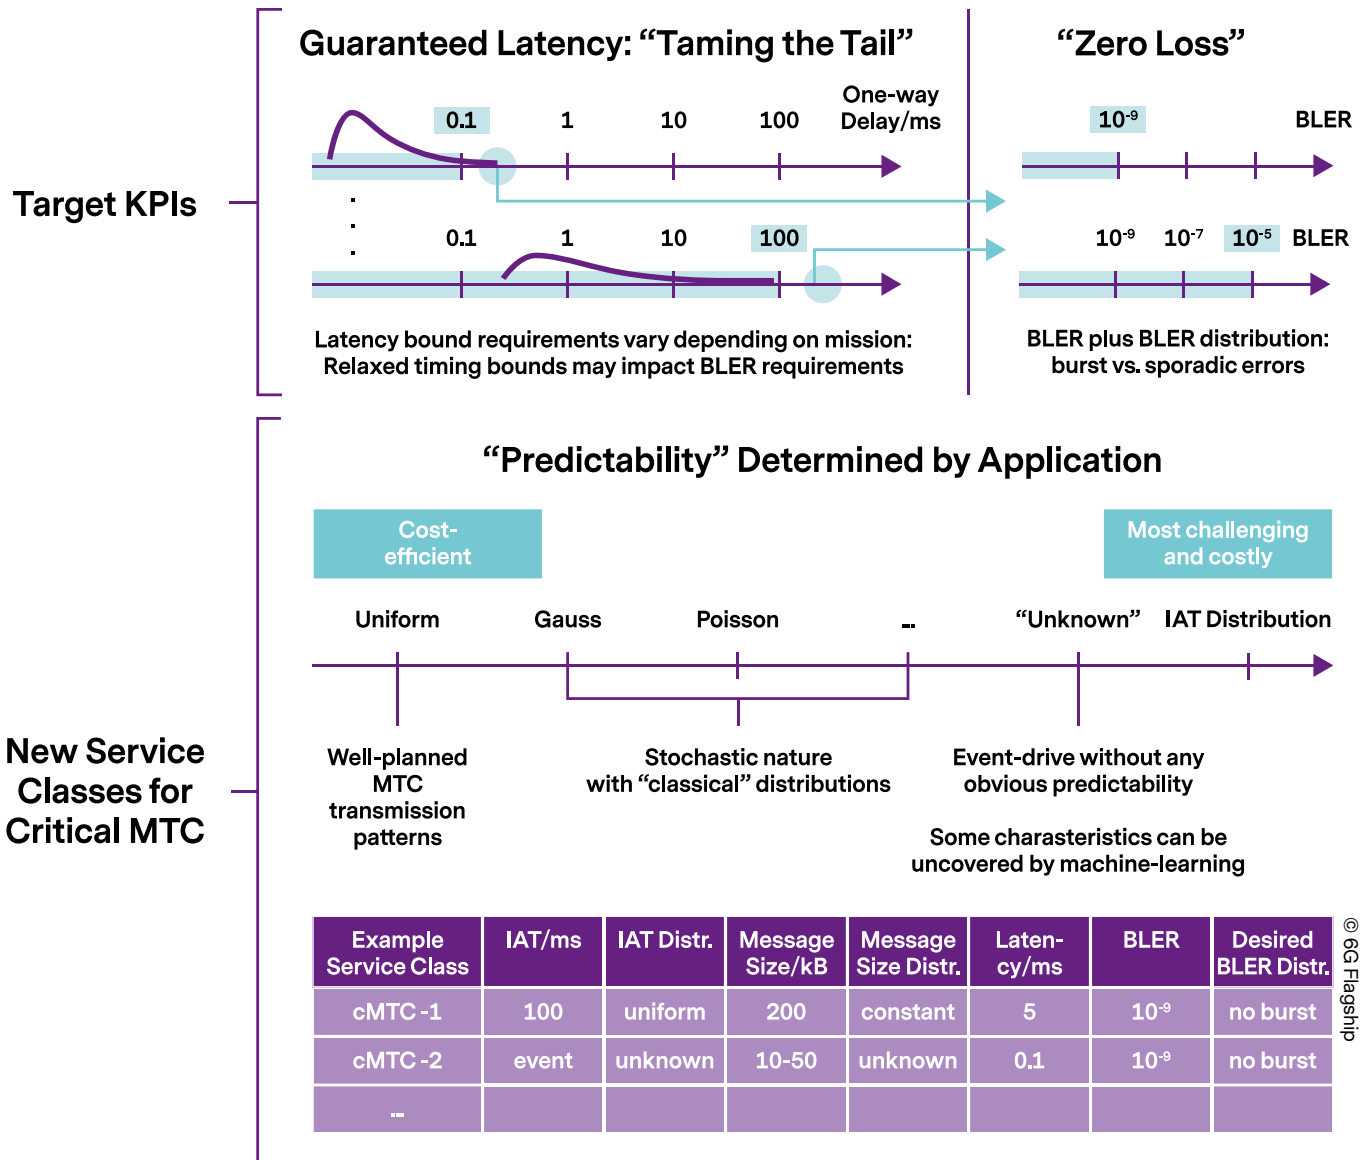 Guaranteed Latency: “Taming the Tail”
“Zero Loss”
Target KPIs
0.1 1 10 100 One-way Delay/ms
10⁻⁹ BLER
0.1 1 10 100
10⁻⁹ 10⁻⁷ 10⁻⁵ BLER
Latency bound requirements vary depending on mission:
Relaxed timing bounds may impact BLER requirements
BLER plus BLER distribution:
burst vs. sporadic errors
New Service
Classes for
Critical MTC
“Predictability” Determined by Application
Cost-
efficient
Most challenging
and costly
Uniform Gauss Poisson ... “Unknown” IAT Distribution
Well-planned
MTC
transmission
patterns
Stochastic nature
with “classical” distributions
Event-drive without any
obvious predictability
Some charasteristics can be
uncovered by machine-learning
Example Service Class IAT/ms IAT Distr. Message Size/kB Message Size Distr. Laten-cy/ms BLER Desired BLER Distr.
cMTC -1 100 uniform 200 constant 5 10⁻⁹ no burst
cMTC -2 event unknown 10-50 unknown 0.1 10⁻⁹ no burst
...
© 6G Flagship